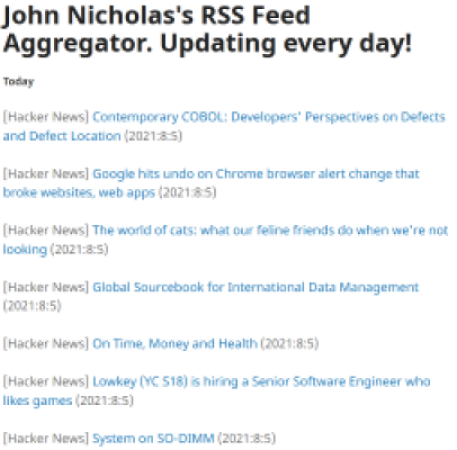 John Nicholas's RSS Feed
Aggregator. Updating every day!
Today
[Hacker News] Contemporary COBOL: Developers' Perspectives on Defects
and Defect Location (2021:8:5)
[Hacker News] Google hits undo on Chrome browser alert change that
broke websites, web apps (2021:8:5)
[Hacker News] The world of cats: what our feline friends do when we're not
looking (2021:8:5)
[Hacker News] Global Sourcebook for International Data Management
(2021:8:5)
[Hacker News] On Time, Money and Health (2021:8:5)
[Hacker News] Lowkey (YC S18) is hiring a Senior Software Engineer who
likes games (2021:8:5)
[Hacker News] System on SO-DIMM (2021:8:5)